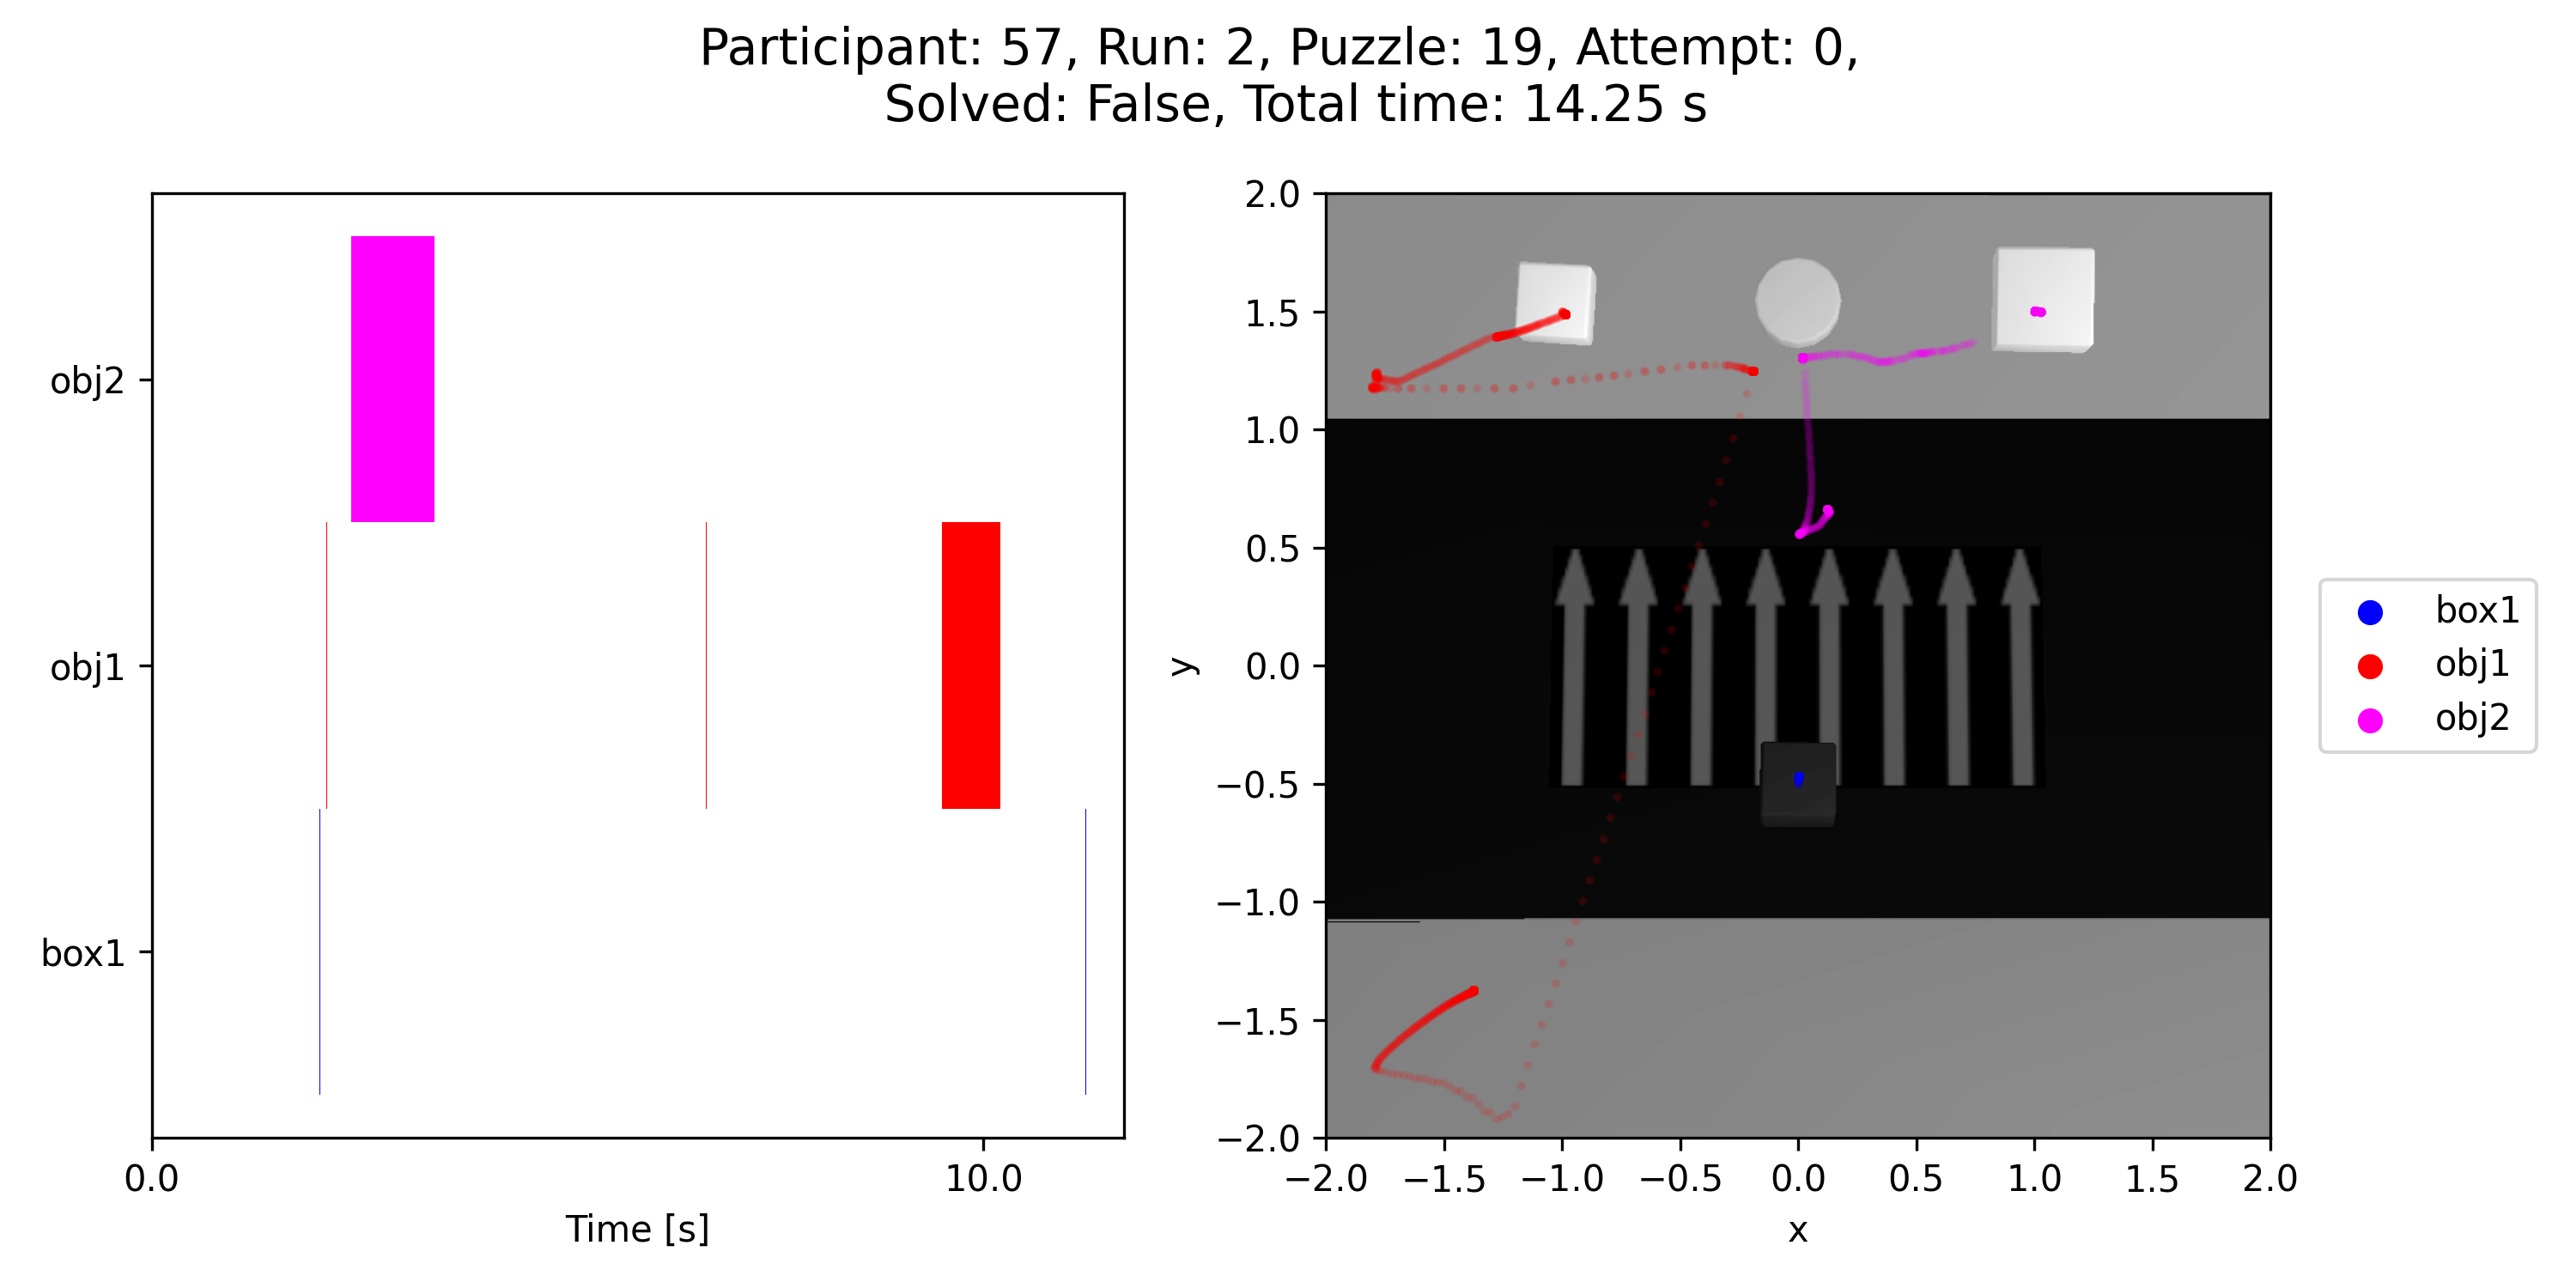 Participant: 57, Run: 2, Puzzle: 19, Attempt: 0,
Solved: False, Total time: 14.25 s
obj2
obj1
box1
0.0
10.0
Time [s]
2.0
1.5
1.0
0.5
0.0
−0.5
−1.0
−1.5
−2.0
y
−2.0
−1.5
−1.0
−0.5
0.0
0.5
1.0
1.5
2.0
x
box1
obj1
obj2